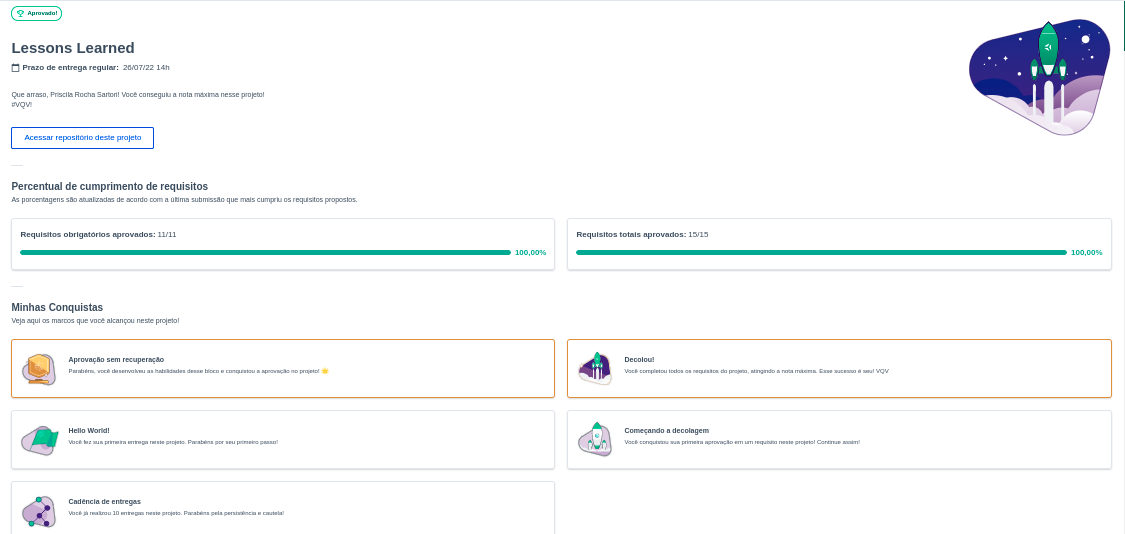 Aprovado!
Lessons Learned
Prazo de entrega regular: 26/07/22 14h
Que arraso, Priscila Rocha Sartori! Você conseguiu a nota máxima nesse projeto!
#VQV!
Acessar repositório deste projeto
Percentual de cumprimento de requisitos
As porcentagens são atualizadas de acordo com a última submissão que mais cumpriu os requisitos propostos.
Requisitos obrigatórios aprovados: 11/11
100,00%
Requisitos totais aprovados: 15/15
100,00%
Minhas Conquistas
Veja aqui os marcos que você alcançou neste projeto!
Aprovação sem recuperação
Parabéns, você desenvolveu as habilidades desse bloco e conquistou a aprovação no projeto! 🌟
Decolou!
Você completou todos os requisitos do projeto, atingindo a nota máxima. Esse sucesso é seu! VQV
Hello World!
Você fez sua primeira entrega neste projeto. Parabéns por seu primeiro passo!
Começando a decolagem
Você conquistou sua primeira aprovação em um requisito neste projeto! Continue assim!
Cadência de entregas
Você já realizou 10 entregas neste projeto. Parabéns pela persistência e cautela!